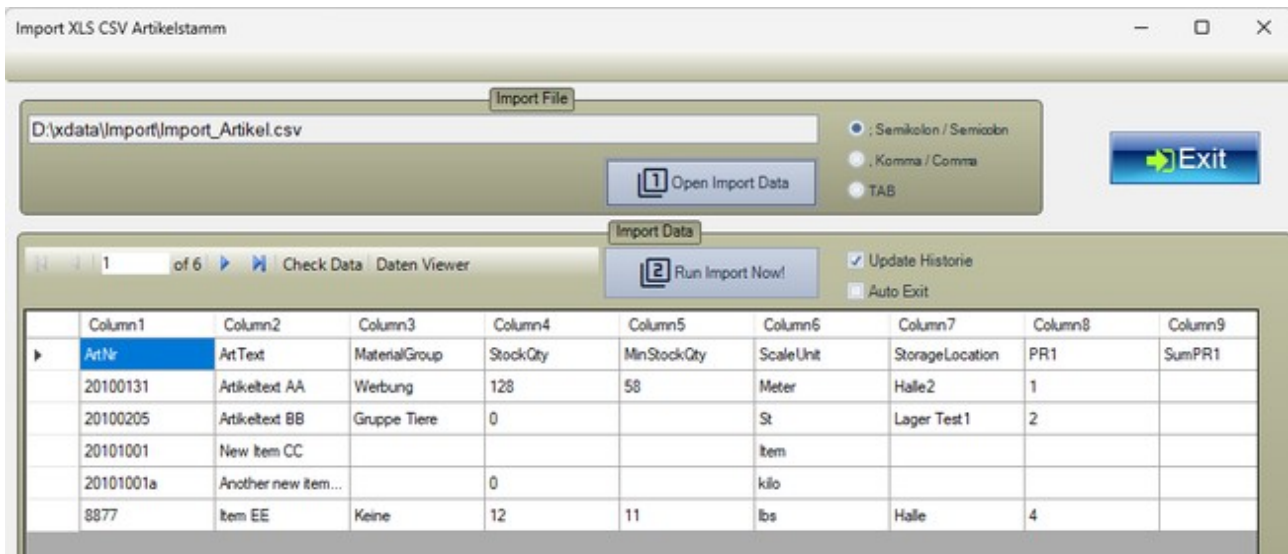 Import XLS CSV Artikelstamm
Import File
D:\xdata\Import\Import_Artikel.csv
; Semikolon / Semicolon
1 Open Import Data
, Komma / Comma
Exit
TAB
Import Data
1 of 6 Check Data Daten Viewer
2 Run Import Now!
Update Historie
Auto Exit
Column1 Column2 Column3 Column4 Column5 Column6 Column7 Column8 Column9
ArtNr ArtText MaterialGroup StockQty MinStockQty ScaleUnit StorageLocation PR1 SumPR1
20100131 Artikeltext AA Werbung 128 58 Meter Halle2 1
20100205 Artikeltext BB Gruppe Tiere 0 St Lager Test1 2
20101001 New Item CC Item
20101001a Another new item... 0 kilo
8877 Item EE Keine 12 11 lbs Halle 4